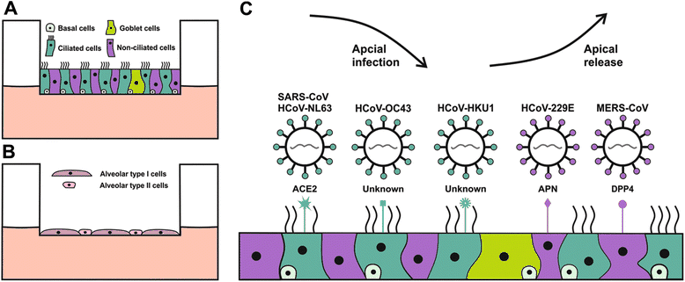 A
Basal cells
Goblet cells
Ciliated cells
Non-ciliated cells
B
Alveolar type I cells
Alveolar type II cells
C
Apcial
infection
Apical
release
SARS-CoV
HCoV-NL63
HCoV-OC43
HCoV-HKU1
HCoV-229E
MERS-CoV
ACE2
Unknown
Unknown
APN
DPP4